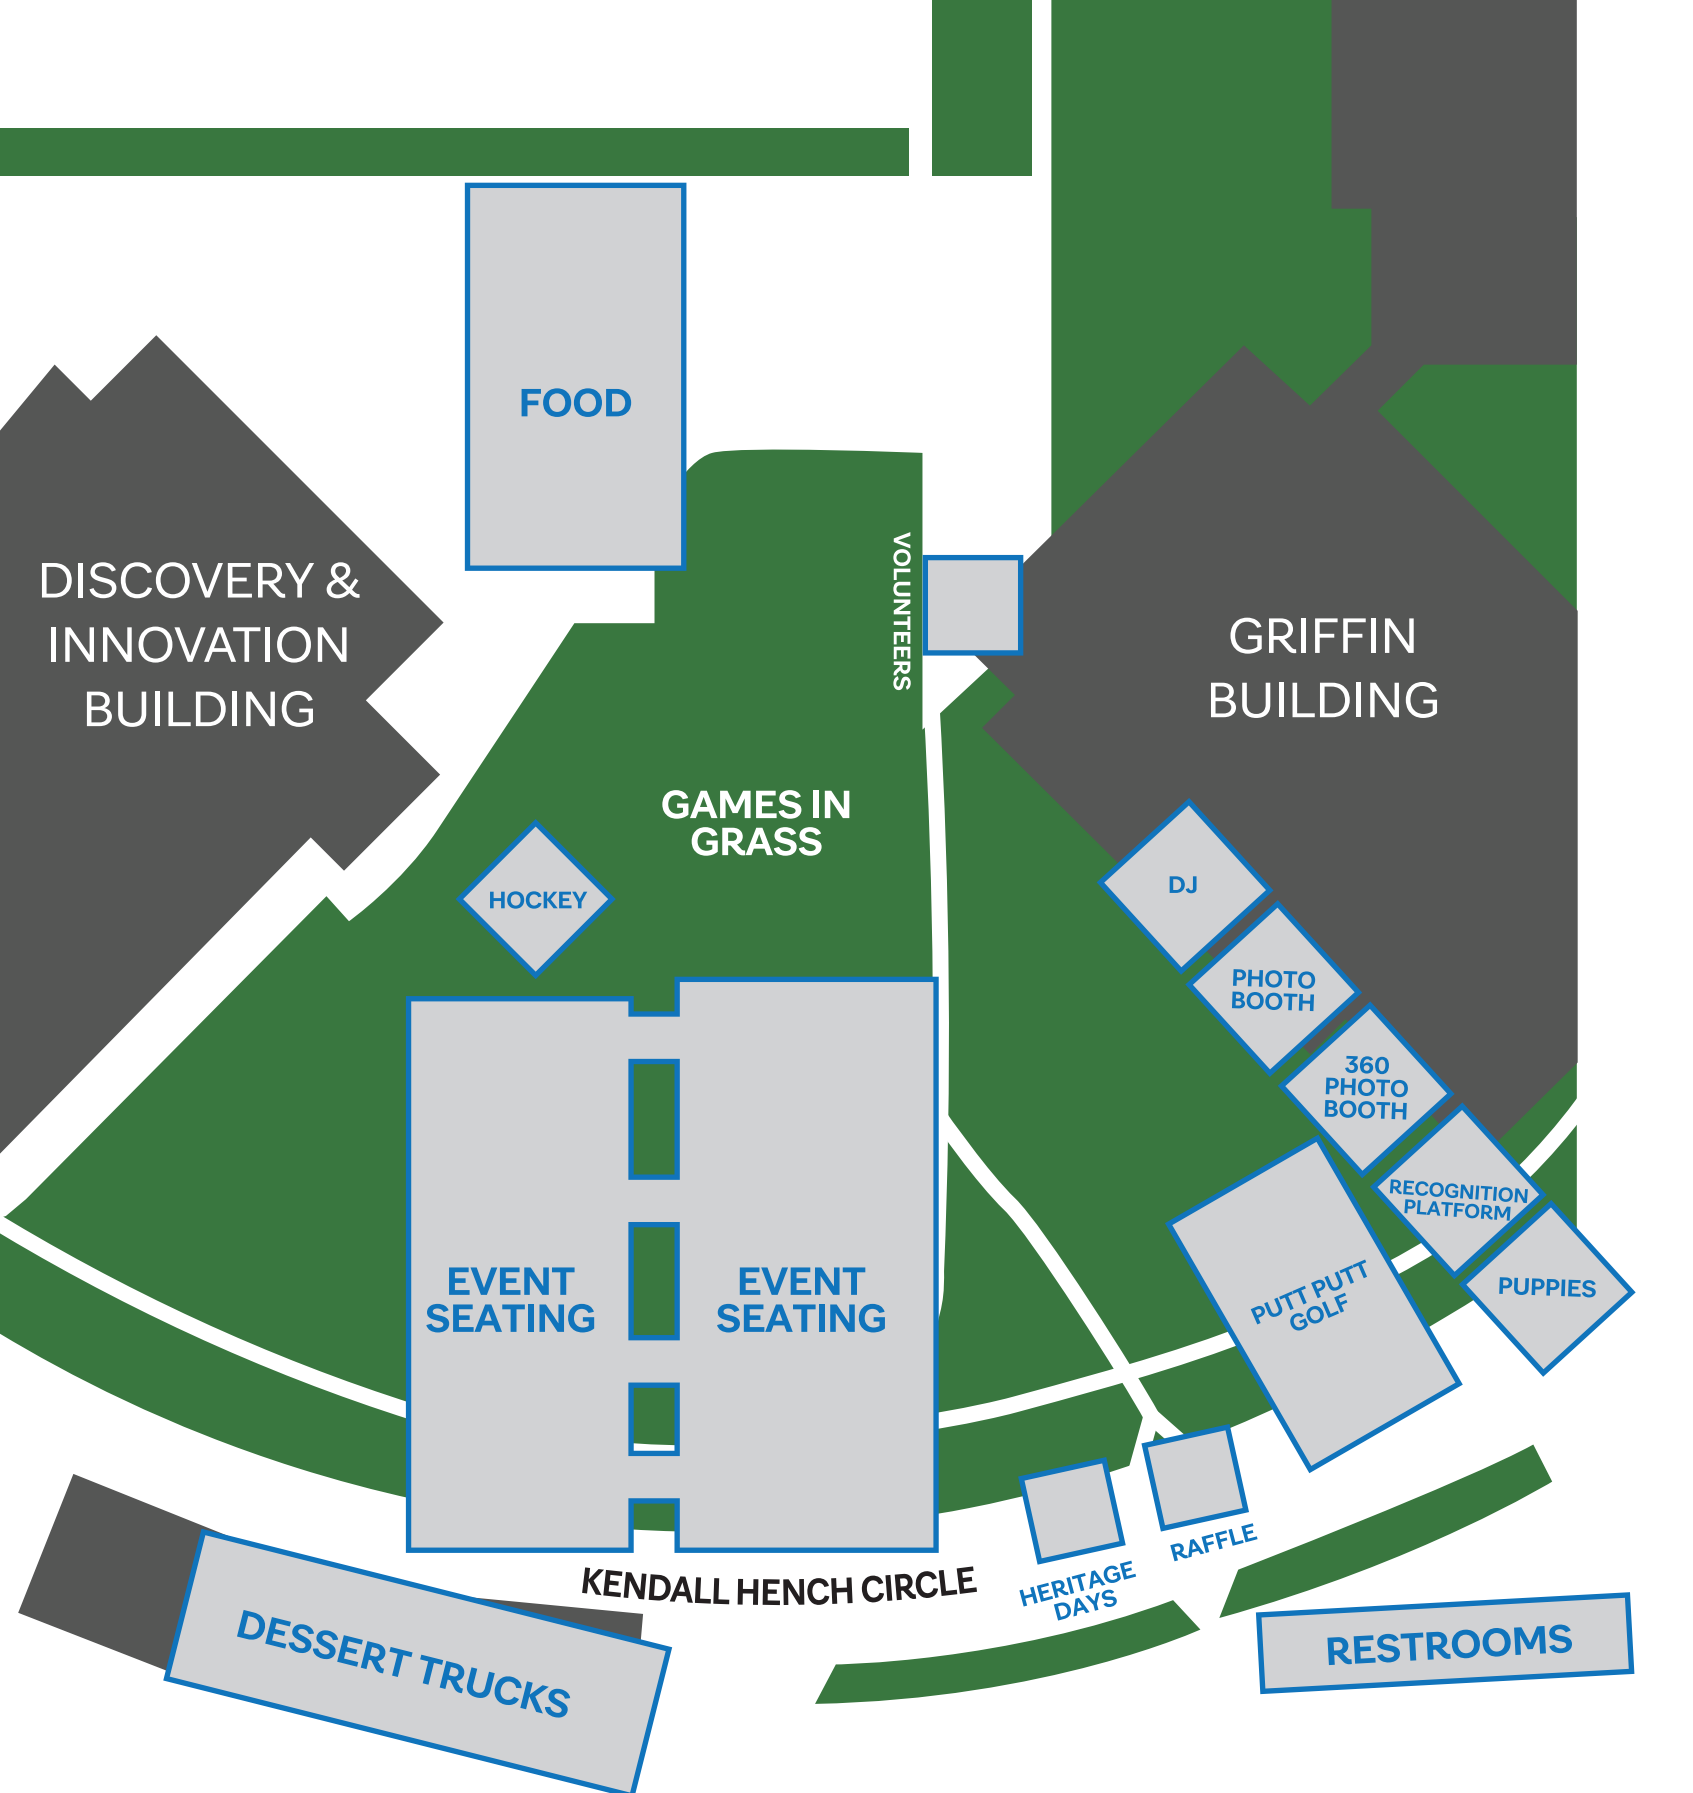 FOOD
DISCOVERY &
INNOVATION
BUILDING
VOLUNTEERS
GRIFFIN
BUILDING
GAMES IN
GRASS
HOCKEY
DJ
PHOTO
BOOTH
360
PHOTO
BOOTH
RECOGNITION
PLATFORM
PUPPIES
PUTT PUTT
GOLF
EVENT
SEATING
EVENT
SEATING
KENDALL HENCH CIRCLE
HERITAGE
DAYS
RAFFLE
DESSERT TRUCKS
RESTROOMS